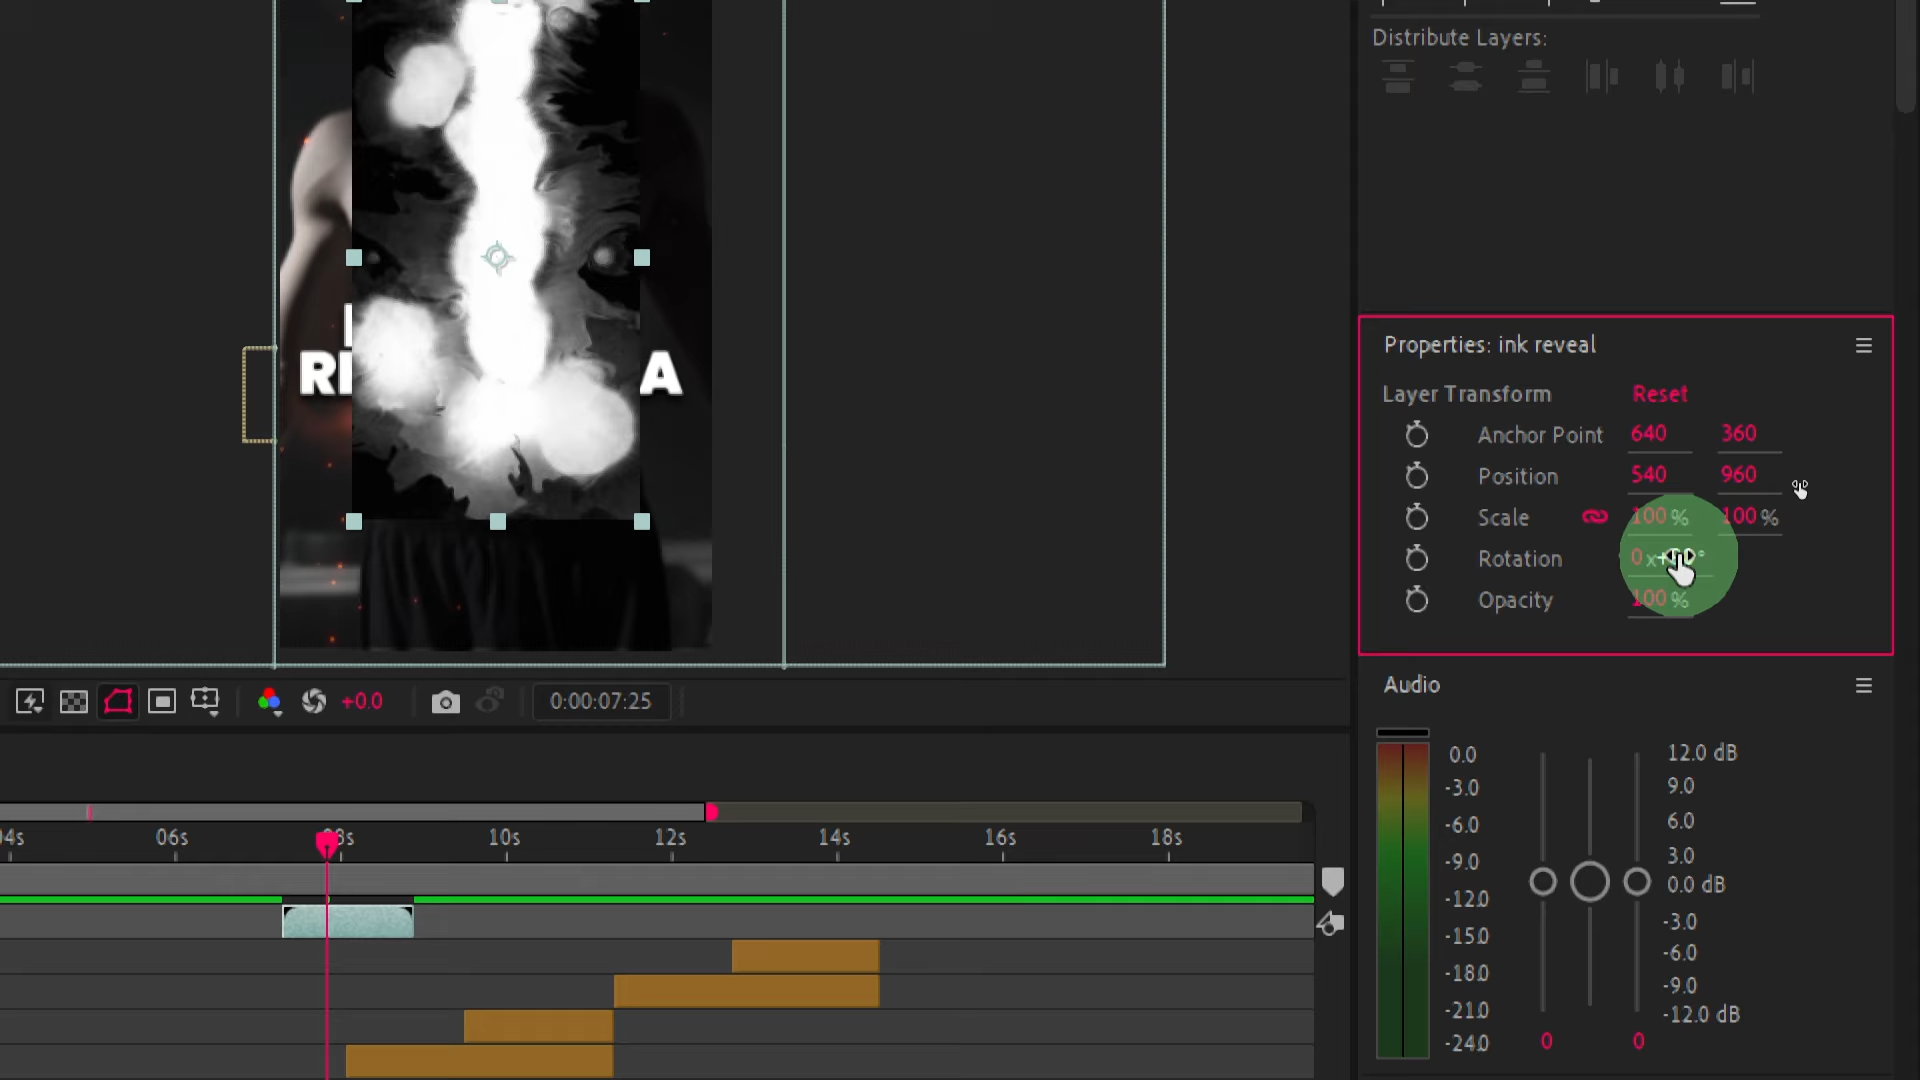 Distribute Layers:
RE
A
Properties: ink reveal
Layer Transform Reset
Anchor Point 640 360
Position 540 960
Scale 100 % 100 %
Rotation 0 x+
Opacity 100 %
+0.0
0:00:07:25
Audio
04s 06s 08s 10s 12s 14s 16s 18s
0.0
-3.0
-6.0
-9.0
-12.0
-15.0
-18.0
-21.0
-24.0
12.0 dB
9.0
6.0
3.0
0.0 dB
-3.0
-6.0
-9.0
-12.0 dB
0 0